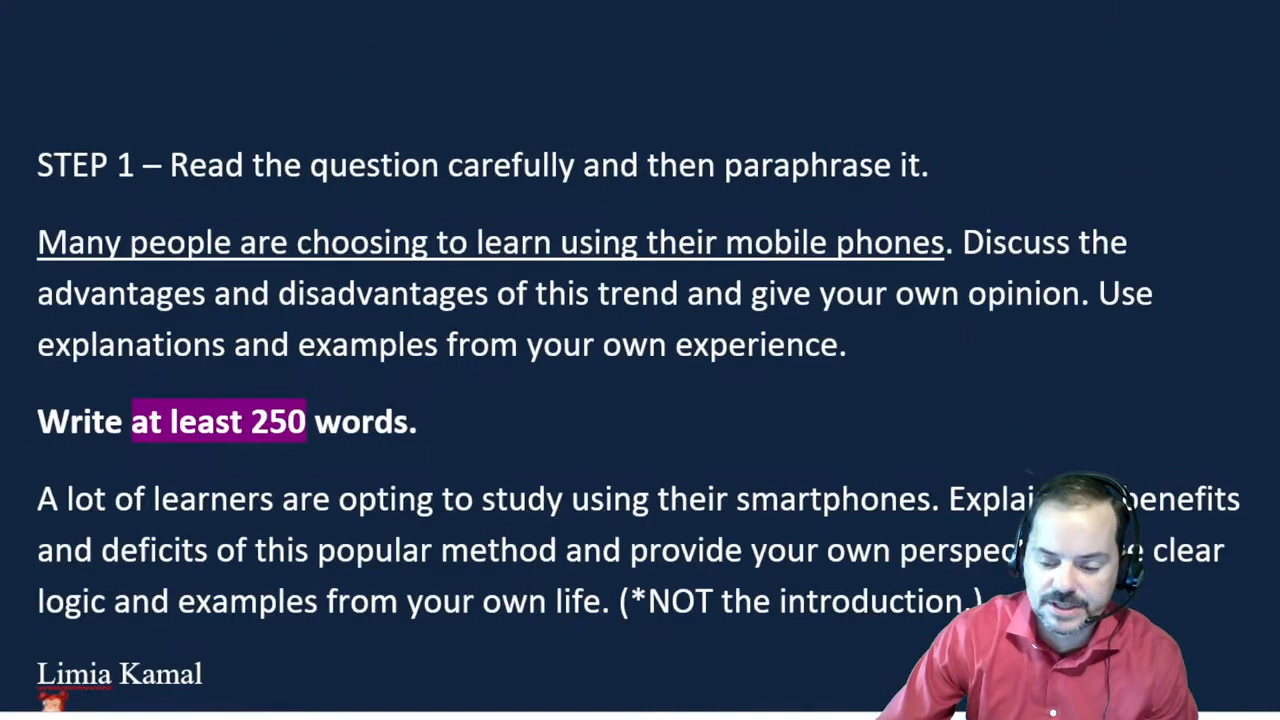 STEP 1 – Read the question carefully and then paraphrase it.
Many people are choosing to learn using their mobile phones. Discuss the
advantages and disadvantages of this trend and give your own opinion. Use
explanations and examples from your own experience.
Write at least 250 words.
A lot of learners are opting to study using their smartphones. benefits
and deficits of this popular method and provide your own clear
logic and examples from your own life. (*NOT the introduction.)
Limia Kamal